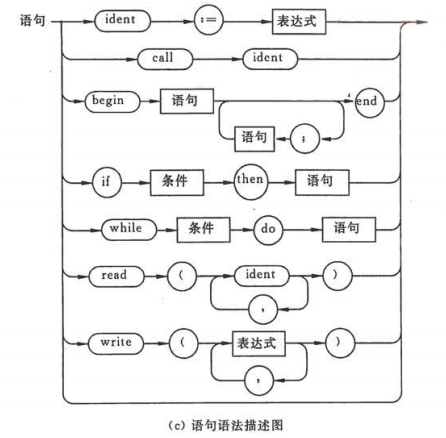 语句 ident := 表达式
call ident
begin 语句 end
语句 ;
if 条件 then 语句
while 条件 do 语句
read ( ident )
,
write ( 表达式 )
,
(c) 语句语法描述图